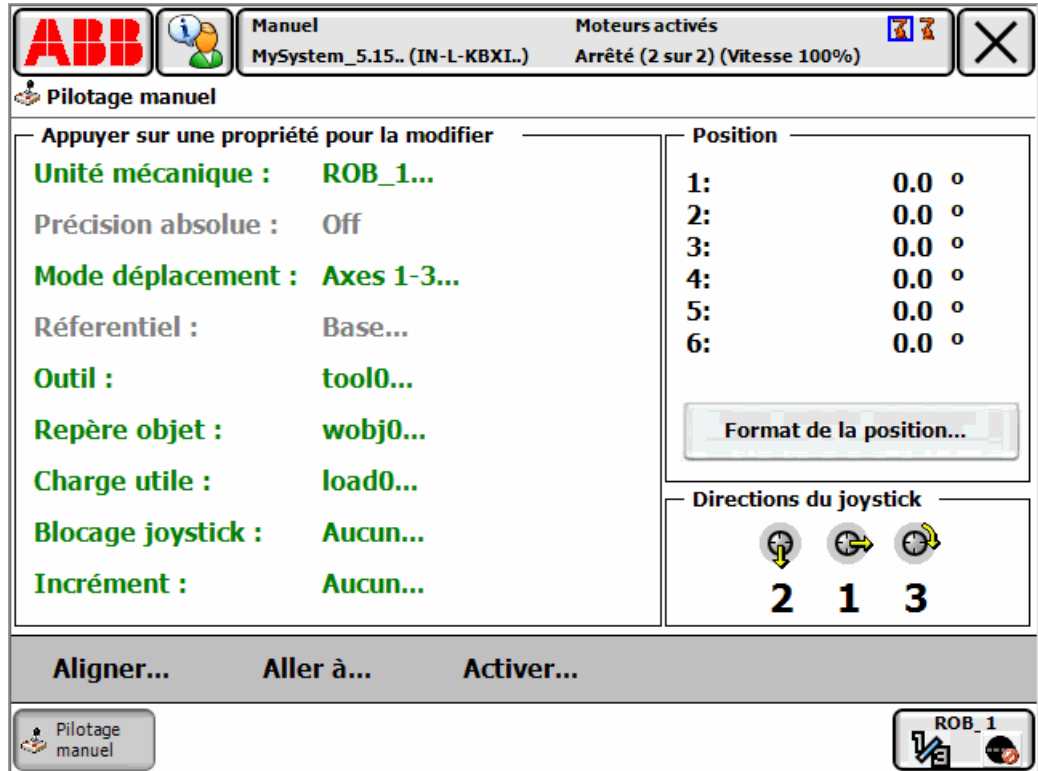 ABB
Manuel
Moteurs activés
MySystem_5.15.. (IN-L-KBXI..)
Arrêté (2 sur 2) (Vitesse 100%)
Pilotage manuel
Appuyer sur une propriété pour la modifier
Unité mécanique : ROB_1...
Précision absolue : Off
Mode déplacement : Axes 1-3...
Réferentiel : Base...
Outil : tool0...
Repère objet : wobj0...
Charge utile : load0...
Blocage joystick : Aucun...
Incrément : Aucun...
Position
1: 0.0 °
2: 0.0 °
3: 0.0 °
4: 0.0 °
5: 0.0 °
6: 0.0 °
Format de la position...
Directions du joystick
2 1 3
Aligner... Aller à... Activer...
Pilotage
manuel
ROB_1
1/3